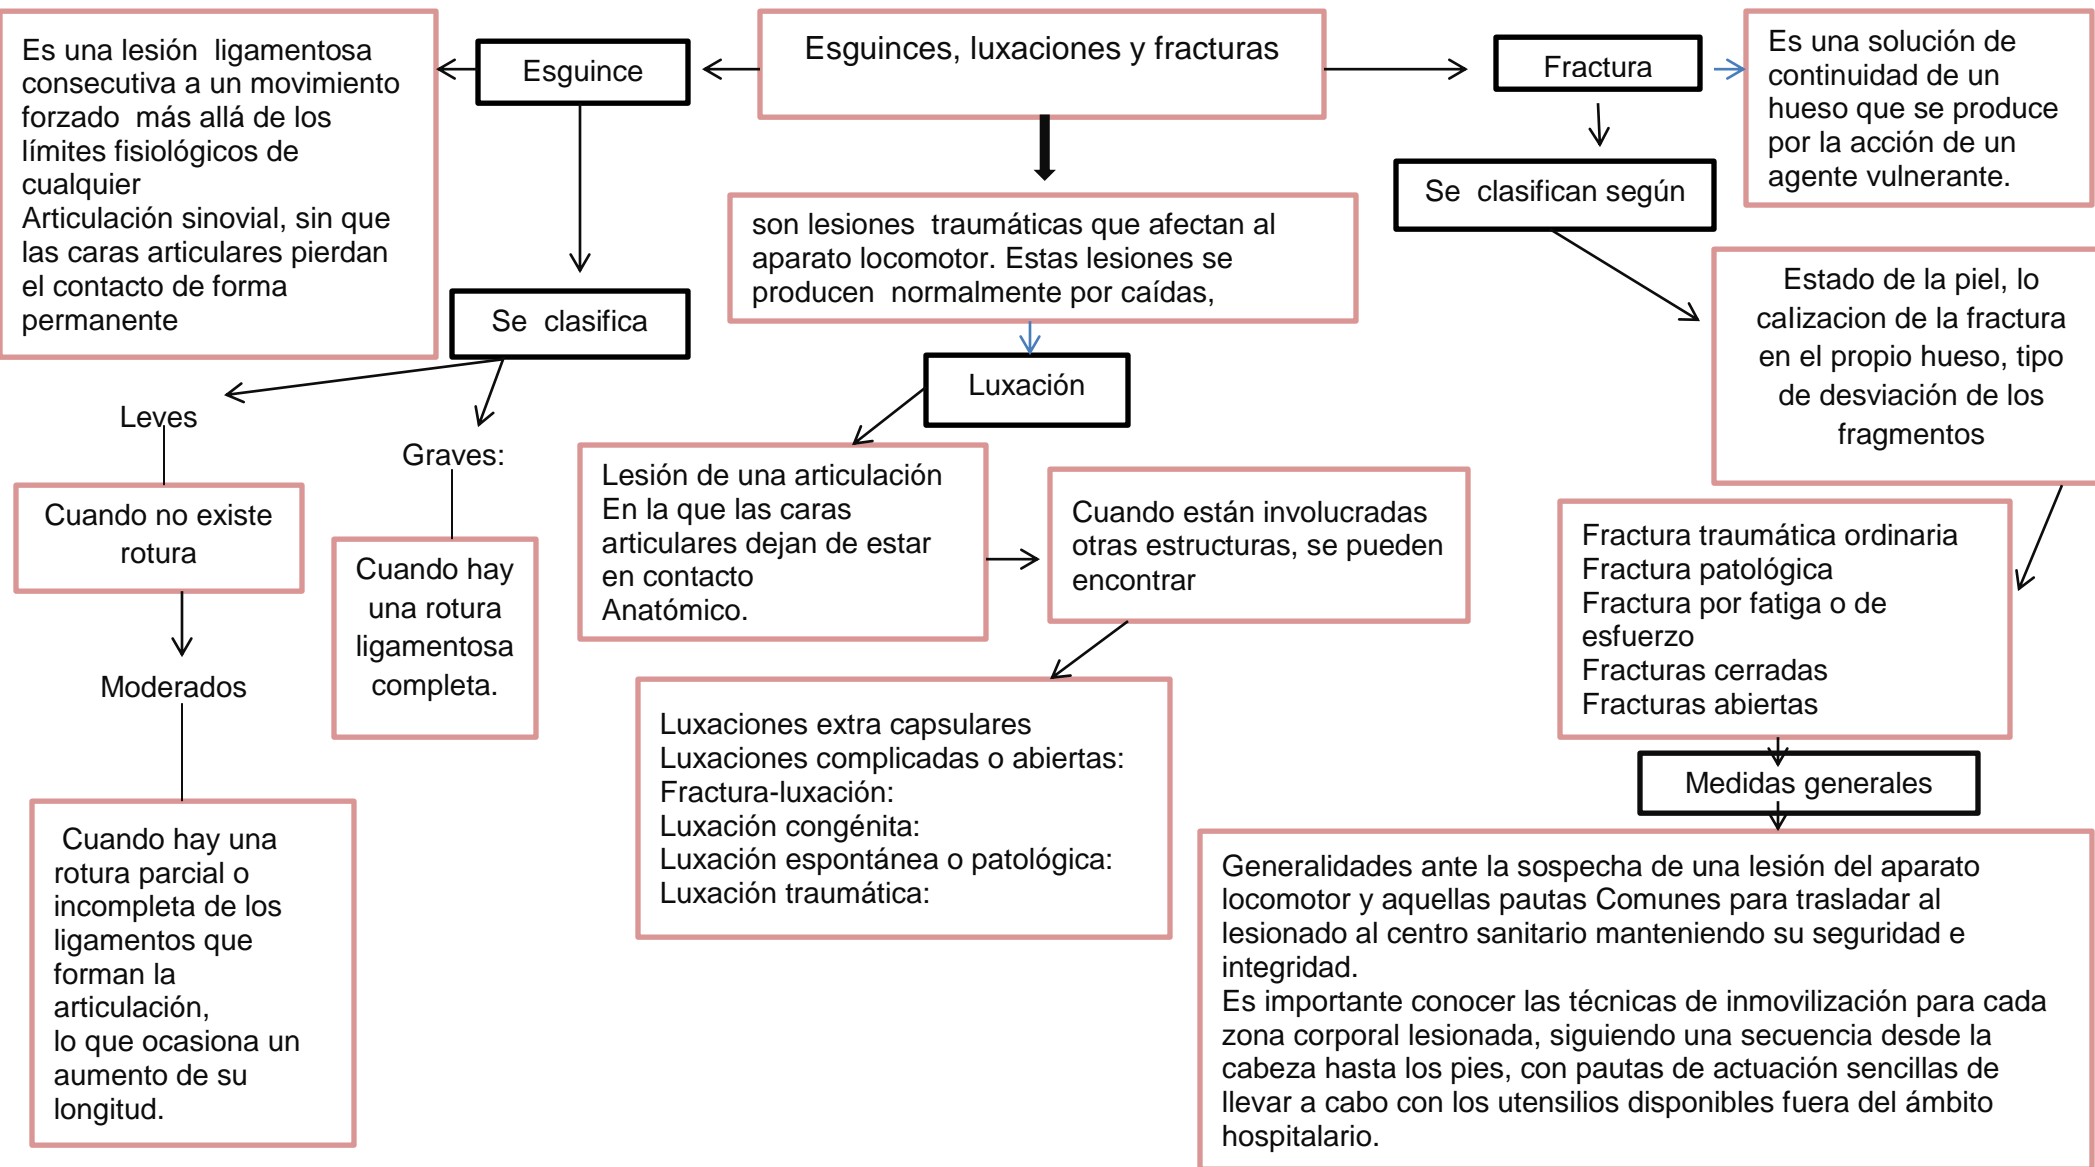 Esguinces, luxaciones y fracturas
Esguince
Es una lesión  ligamentosa
consecutiva a un movimiento
forzado  más allá de los
límites fisiológicos de
cualquier
Articulación sinovial, sin que
las caras articulares pierdan
el contacto de forma
permanente
Se  clasifica
Leves
Cuando no existe
rotura
Moderados
Cuando hay una
rotura parcial o
incompleta de los
ligamentos que
forman la
articulación,
lo que ocasiona un
aumento de su
longitud.
Graves:
Cuando hay
una rotura
ligamentosa
completa.
son lesiones  traumáticas que afectan al
aparato locomotor. Estas lesiones se
producen  normalmente por caídas,
Luxación
Lesión de una articulación
En la que las caras
articulares dejan de estar
en contacto
Anatómico.
Cuando están involucradas
otras estructuras, se pueden
encontrar
Luxaciones extra capsulares
Luxaciones complicadas o abiertas:
Fractura-luxación:
Luxación congénita:
Luxación espontánea o patológica:
Luxación traumática:
Fractura
Es una solución de
continuidad de un
hueso que se produce
por la acción de un
agente vulnerante.
Se  clasifican según
Estado de la piel, lo
calizacion de la fractura
en el propio hueso, tipo
de desviación de los
fragmentos
Fractura traumática ordinaria
Fractura patológica
Fractura por fatiga o de
esfuerzo
Fracturas cerradas
Fracturas abiertas
Medidas generales
Generalidades ante la sospecha de una lesión del aparato
locomotor y aquellas pautas Comunes para trasladar al
lesionado al centro sanitario manteniendo su seguridad e
integridad.
Es importante conocer las técnicas de inmovilización para cada
zona corporal lesionada, siguiendo una secuencia desde la
cabeza hasta los pies, con pautas de actuación sencillas de
llevar a cabo con los utensilios disponibles fuera del ámbito
hospitalario.